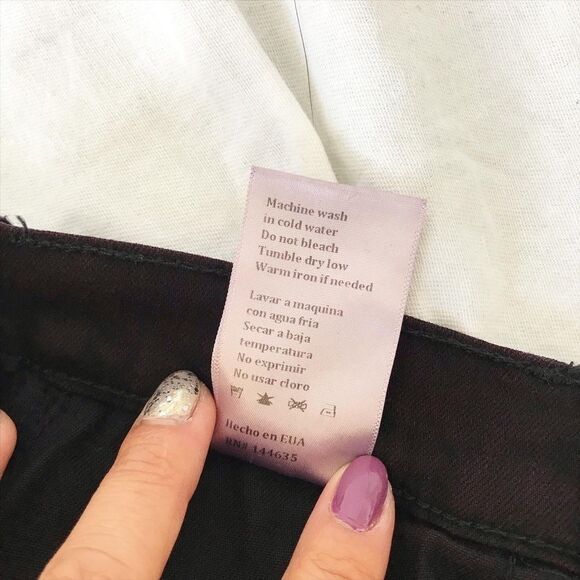 Machine wash
in cold water
Do not bleach
Tumble dry low
Warm iron if needed
Lavar a maquina
con agua fria
Secar a baja
temperatura
No exprimir
No usar cloro
Hecho en EUA
RN# 144635